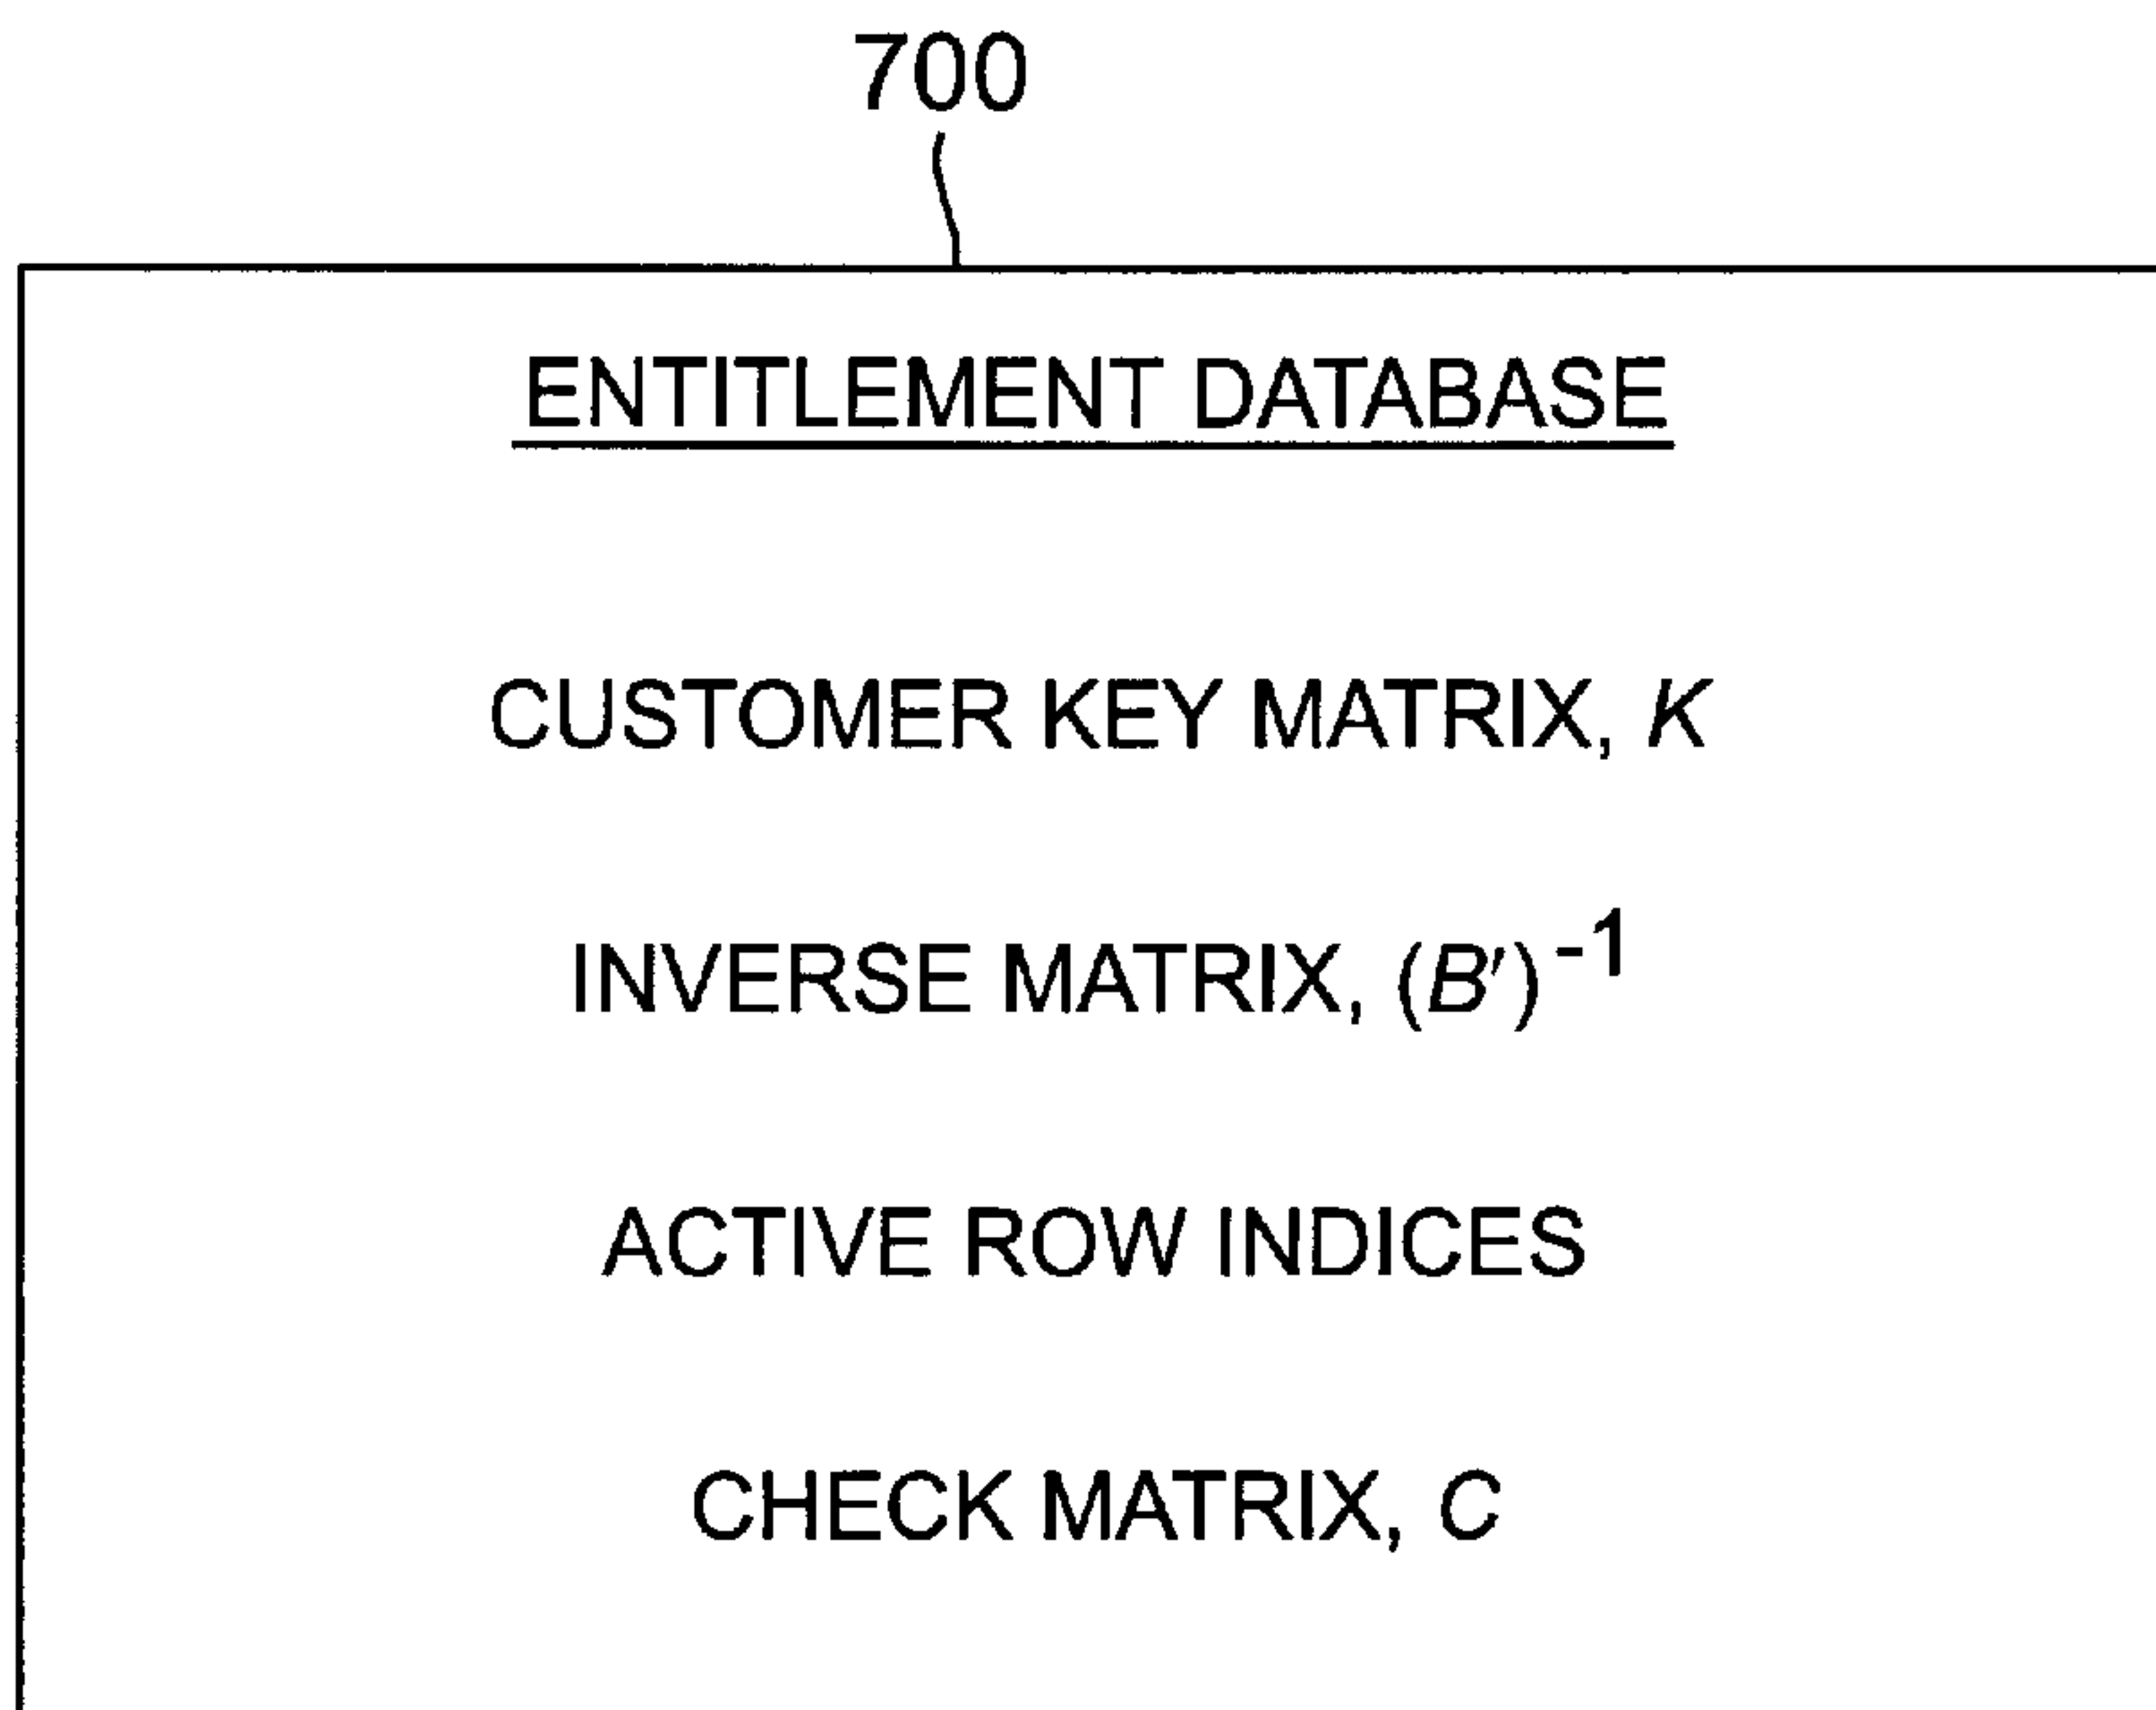 700
ENTITLEMENT DATABASE
CUSTOMER KEY MATRIX, K
INVERSE MATRIX, (B')-1
ACTIVE ROW INDICES
CHECK MATRIX, C